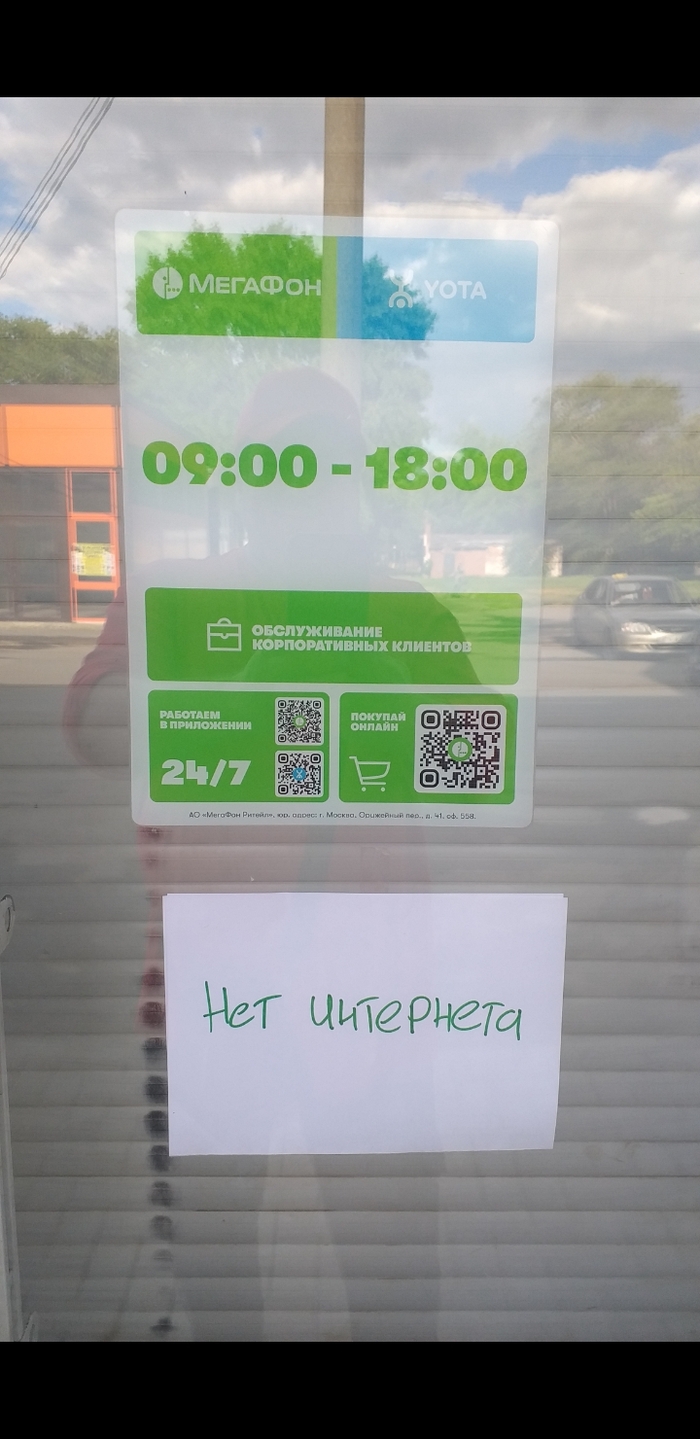 МЕГАФОН YOTA
09:00 - 18:00
ОБСЛУЖИВАНИЕ
КОРПОРАТИВНЫХ КЛИЕНТОВ
РАБОТАЕМ
В ПРИЛОЖЕНИИ
24/7
ПОКУПАЙ
ОНЛАЙН
АО «МегаФон Ритейл», юр. адрес: г. Москва, Оружейный пер., д. 41, оф. 558.
Нет интернета